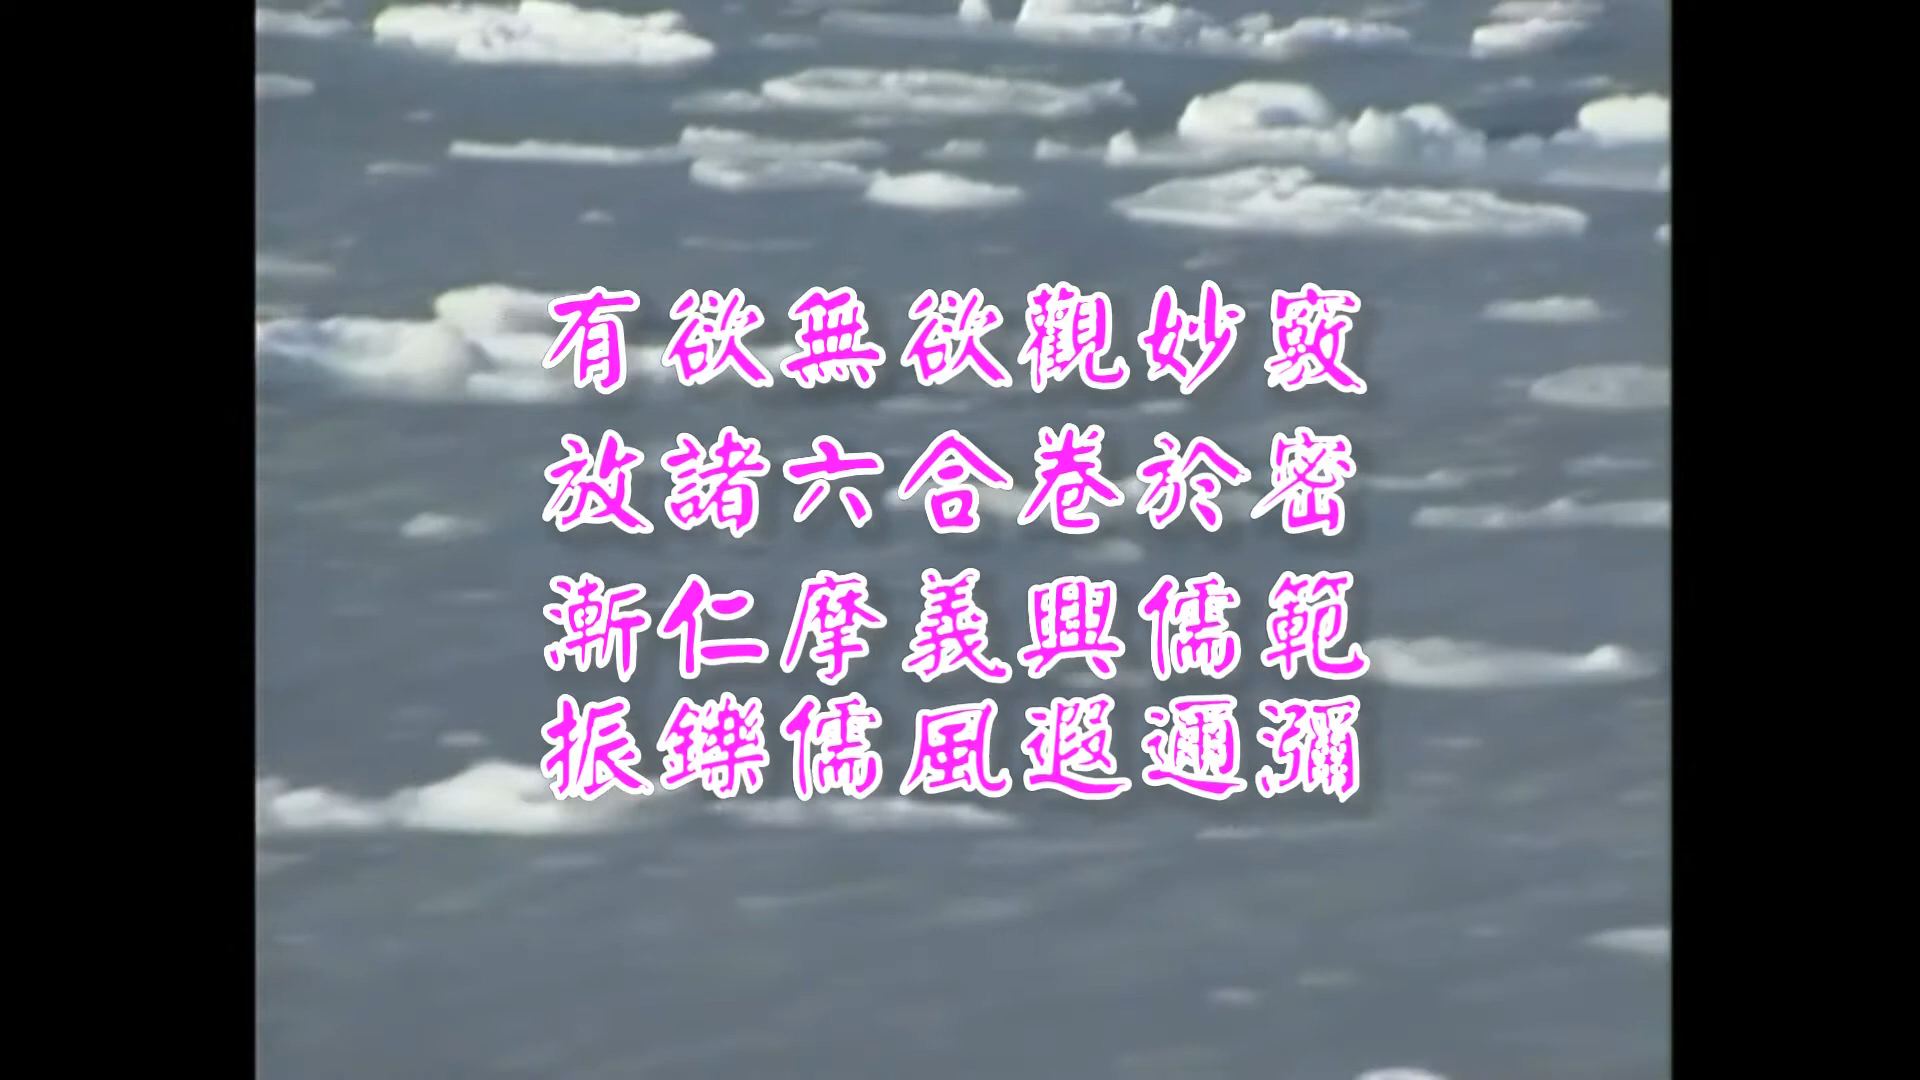 有欲無欲觀妙竅
放諸六合卷於密
漸仁摩義興儒範
振鑠儒風遐邇瀰